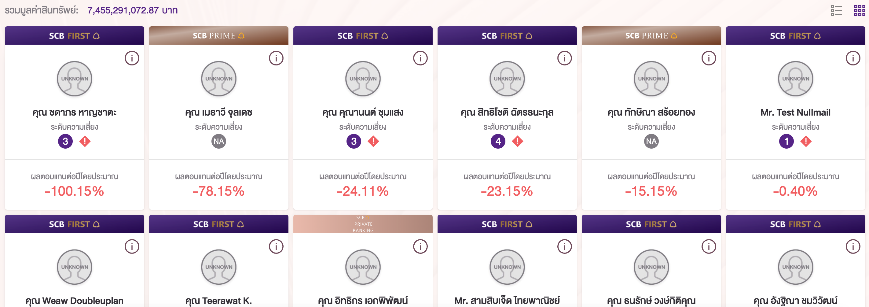 รวมมูลค่าสินทรัพย์: 7,455,291,072.87 บาท
SCB FIRST
SCB PRIME
SCB FIRST
SCB FIRST
SCB PRIME
SCB FIRST
UNKNOWN
UNKNOWN
UNKNOWN
UNKNOWN
UNKNOWN
UNKNOWN
คุณ ชดาภร หาญชาตะ
คุณ เมธาวี จุลเดช
คุณ คุณานนต์ ชุมแสง
คุณ สิทธิโชติ ฉัตรธนะกุล
คุณ ทักษิณา สร้อยทอง
Mr. Test Nullmail
ระดับความเสี่ยง
ระดับความเสี่ยง
ระดับความเสี่ยง
ระดับความเสี่ยง
ระดับความเสี่ยง
ระดับความเสี่ยง
3 !
NA
3 !
4 !
NA
1 !
ผลตอบแทนต่อปีโดยประมาณ
ผลตอบแทนต่อปีโดยประมาณ
ผลตอบแทนต่อปีโดยประมาณ
ผลตอบแทนต่อปีโดยประมาณ
ผลตอบแทนต่อปีโดยประมาณ
ผลตอบแทนต่อปีโดยประมาณ
-100.15%
-78.15%
-24.11%
-23.15%
-15.15%
-0.40%
SCB FIRST
SCB FIRST
PRIVATE
BANKING
SCB FIRST
SCB FIRST
SCB FIRST
UNKNOWN
UNKNOWN
UNKNOWN
UNKNOWN
UNKNOWN
UNKNOWN
คุณ Weaw Doubleuplan
คุณ Teerawat K.
คุณ อิทธิกร เอกพิพัฒน์
Mr. สามสิบเจ็ด ไทยพาณิชย์
คุณ ธนรักษ์ วงษ์ทิติคุณ
คุณ อังฐิณา ชมวิวัฒน์